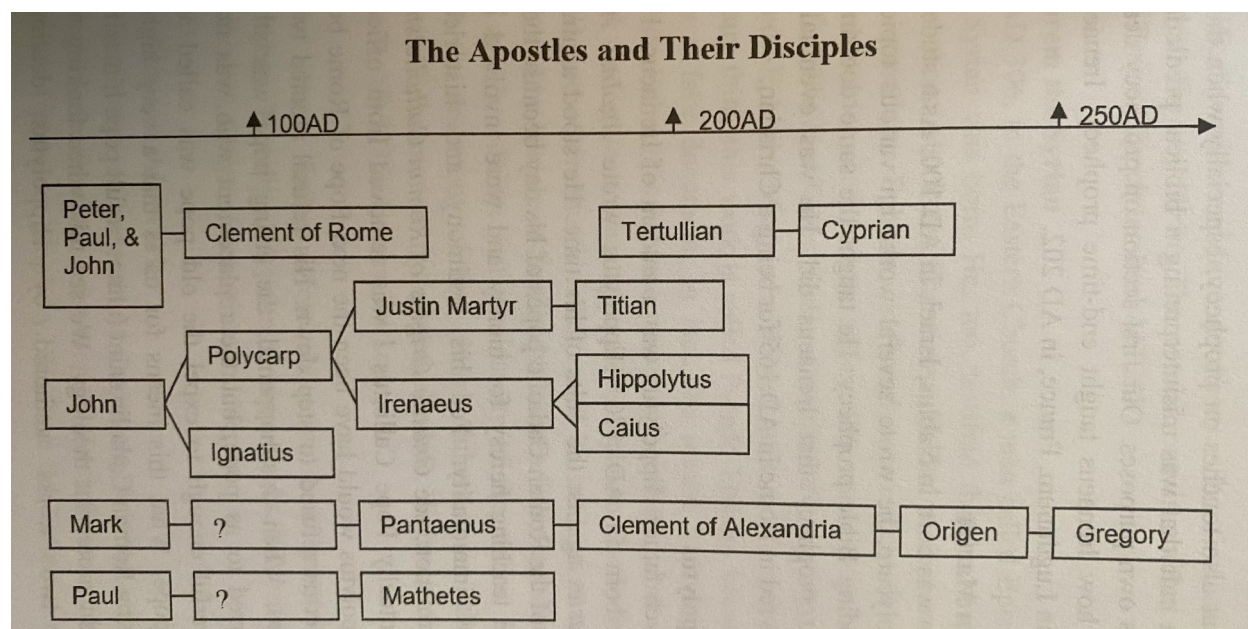 The Apostles and Their Disciples
100AD
200AD
250AD
Peter,
Paul, &
John
Clement of Rome
Tertullian
Cyprian
Justin Martyr
Titian
Polycarp
John
Irenaeus
Hippolytus
Caius
Ignatius
Mark
?
Pantaenus
Clement of Alexandria
Origen
Gregory
Paul
?
Mathetes